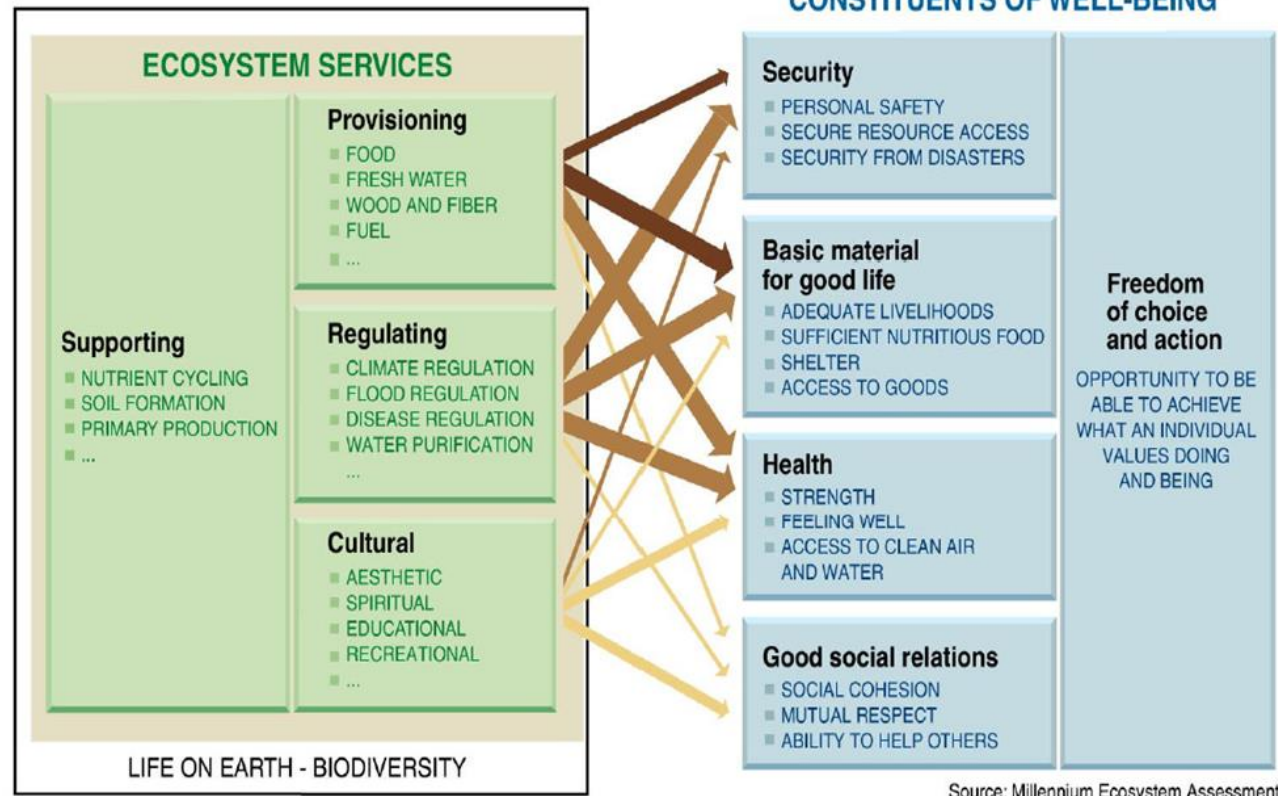 CONSTITUENTS OF WELL-BEING
ECOSYSTEM SERVICES
Supporting
NUTRIENT CYCLING
SOIL FORMATION
PRIMARY PRODUCTION
...
Provisioning
FOOD
FRESH WATER
WOOD AND FIBER
FUEL
...
Regulating
CLIMATE REGULATION
FLOOD REGULATION
DISEASE REGULATION
WATER PURIFICATION
...
Cultural
AESTHETIC
SPIRITUAL
EDUCATIONAL
RECREATIONAL
...
LIFE ON EARTH - BIODIVERSITY
Security
PERSONAL SAFETY
SECURE RESOURCE ACCESS
SECURITY FROM DISASTERS
Basic material
for good life
ADEQUATE LIVELIHOODS
SUFFICIENT NUTRITIOUS FOOD
SHELTER
ACCESS TO GOODS
Health
STRENGTH
FEELING WELL
ACCESS TO CLEAN AIR
AND WATER
Good social relations
SOCIAL COHESION
MUTUAL RESPECT
ABILITY TO HELP OTHERS
Freedom
of choice
and action
OPPORTUNITY TO BE
ABLE TO ACHIEVE
WHAT AN INDIVIDUAL
VALUES DOING
AND BEING
Source: Millennium Ecosystem Assessment